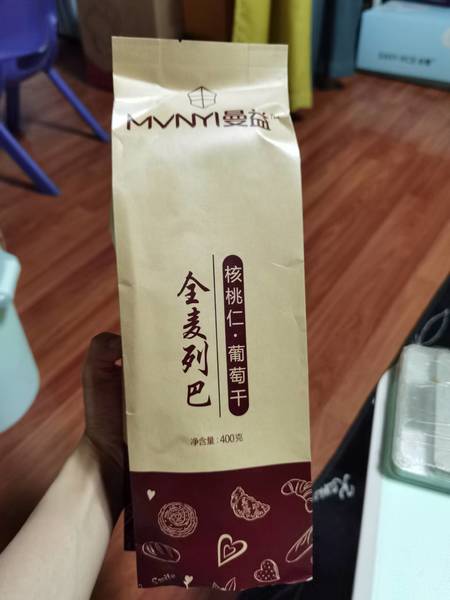 MVNYI曼益
全麦列巴
核桃仁·葡萄干
净含量:400克
Smile